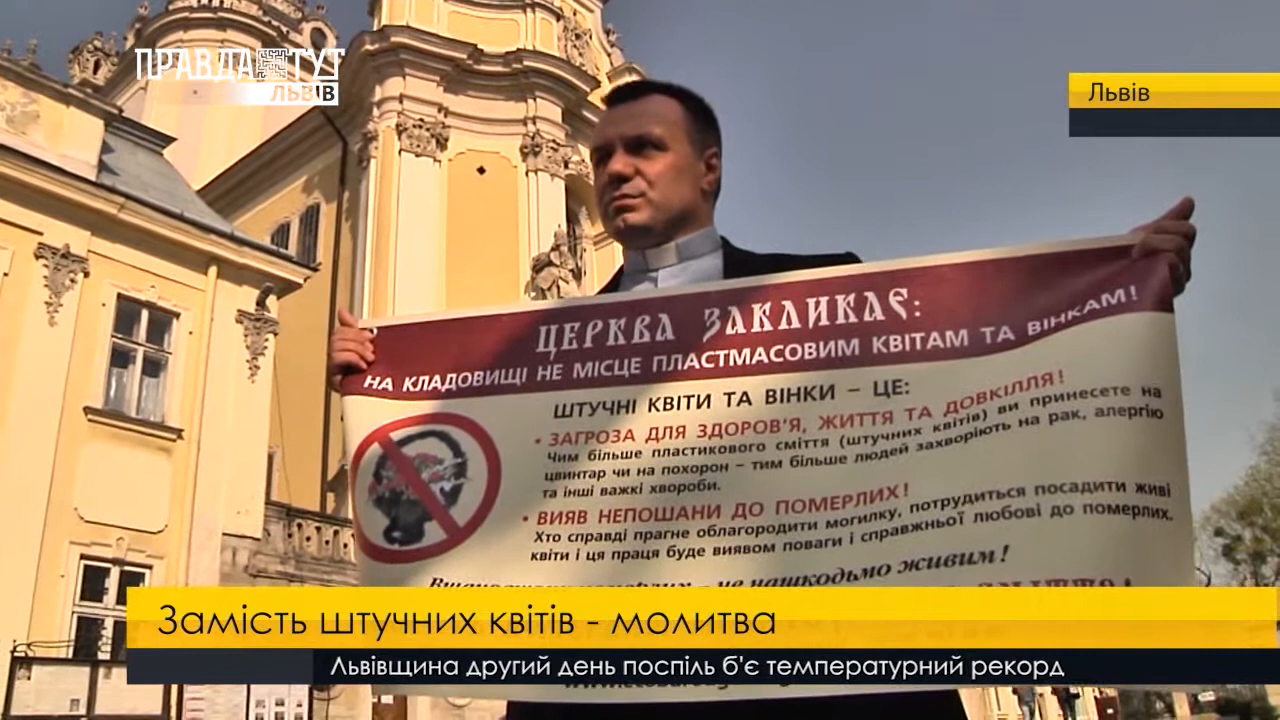 ПРАВДА ТУТ
ЛЬВІВ
Львів
ЦЕРКВА ЗАКЛИКАЄ:
НА КЛАДОВИЩІ НЕ МІСЦЕ ПЛАСТМАСОВИМ КВІТАМ ТА ВІНКАМ!
ШТУЧНІ КВІТИ ТА ВІНКИ – ЦЕ:
• ЗАГРОЗА ДЛЯ ЗДОРОВ'Я, ЖИТТЯ ТА ДОВКІЛЛЯ!
Чим більше пластикового сміття (штучних квітів) ви принесете на
цвинтар чи на похорон – тим більше людей захворіють на рак, алергію
та інші важкі хвороби.
• ВИЯВ НЕПОШАНИ ДО ПОМЕРЛИХ!
Хто справді прагне облагородити могилку, потрудиться посадити живі
квіти і ця праця буде виявом поваги і справжньої любові до померлих.
не нашкодьмо живим!
Замість штучних квітів - молитва
Львівщина другий день поспіль б'є температурний рекорд